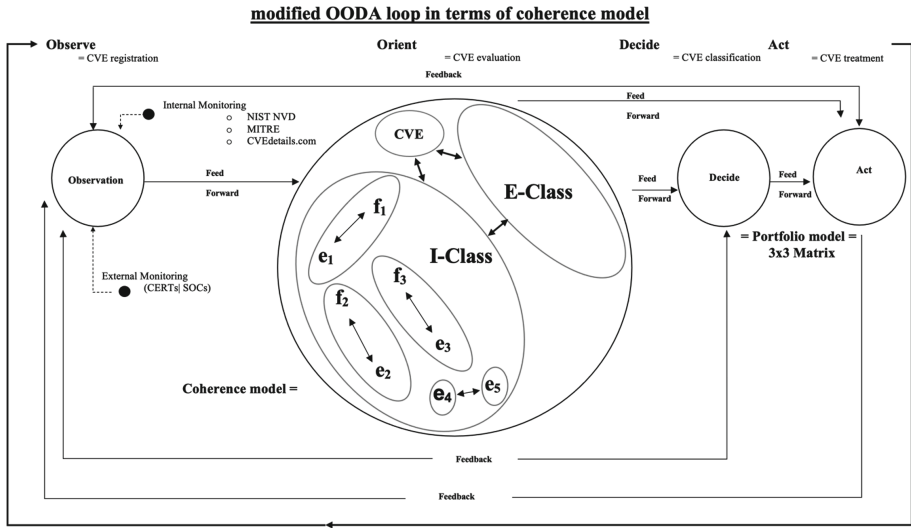 modified OODA loop in terms of coherence model
Observe
= CVE registration
Orient
= CVE evaluation
Decide
= CVE classification
Act
= CVE treatment
Feedback
Internal Monitoring
o NIST NVD
o MITRE
o CVEdetails.com
Observation
Feed
Forward
External Monitoring
(CERTs| SOCs)
CVE
E-Class
I-Class
f1
e1
f2
e2
f3
e3
e4
e5
Coherence model =
Feed
Forward
Feed
Forward
Decide
Feed
Forward
Act
= Portfolio model =
3x3 Matrix
Feedback
Feedback